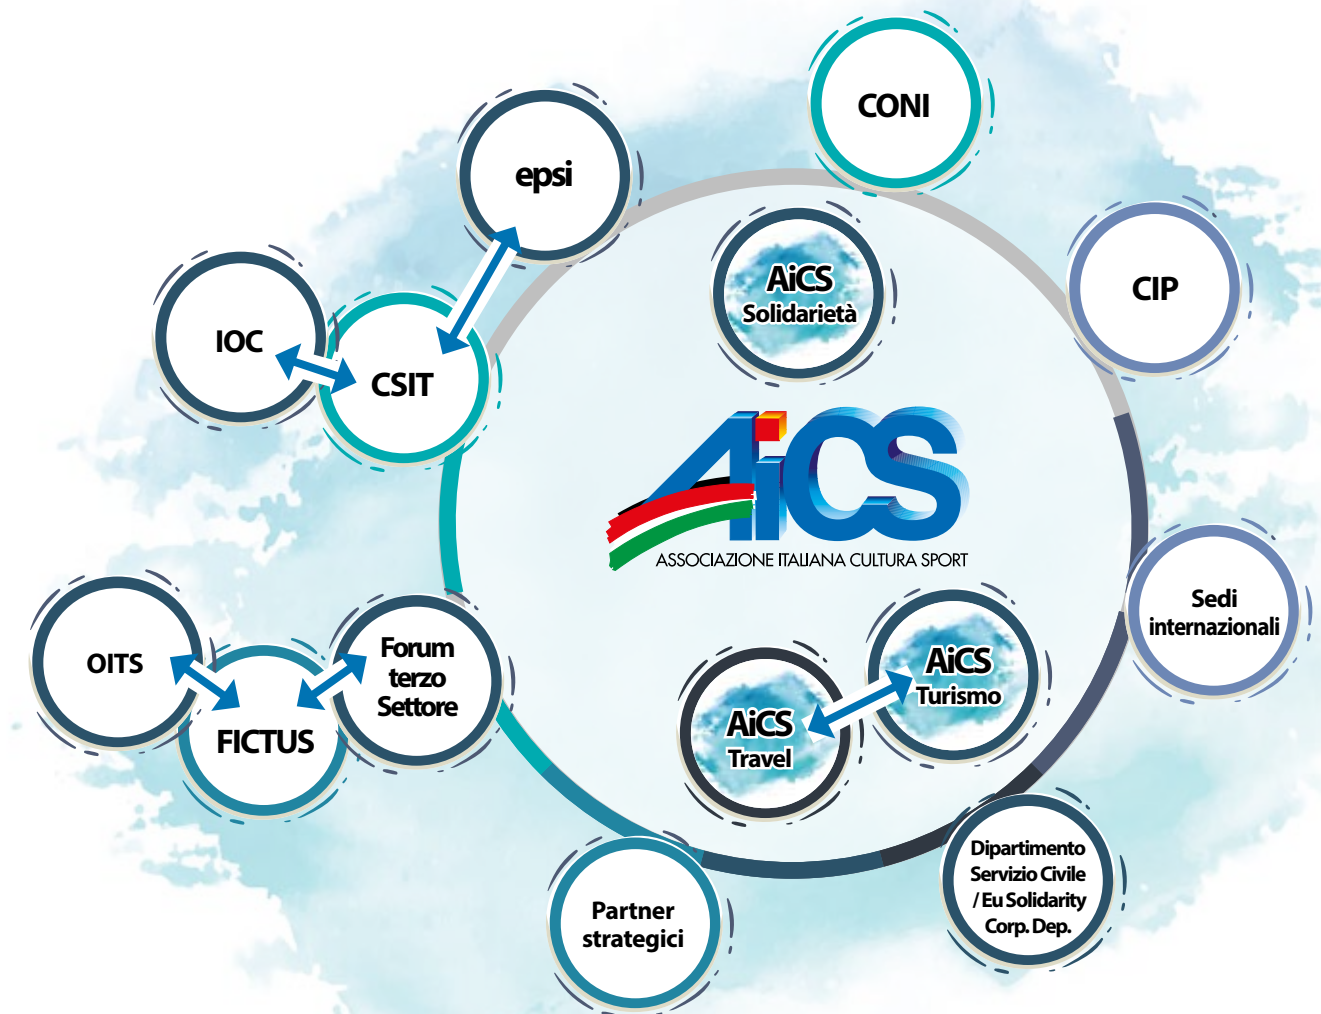 CONI
epsi
CIP
AiCS
Solidarietà
IOC
CSIT
AiCS
ASSOCIAZIONE ITALIANA CULTURA SPORT
Sedi
internazionali
OITS
FICTUS
Forum
terzo
Settore
AiCS
Turismo
AiCS
Travel
Dipartimento
Servizio Civile
/ Eu Solidarity
Corp. Dep.
Partner
strategici